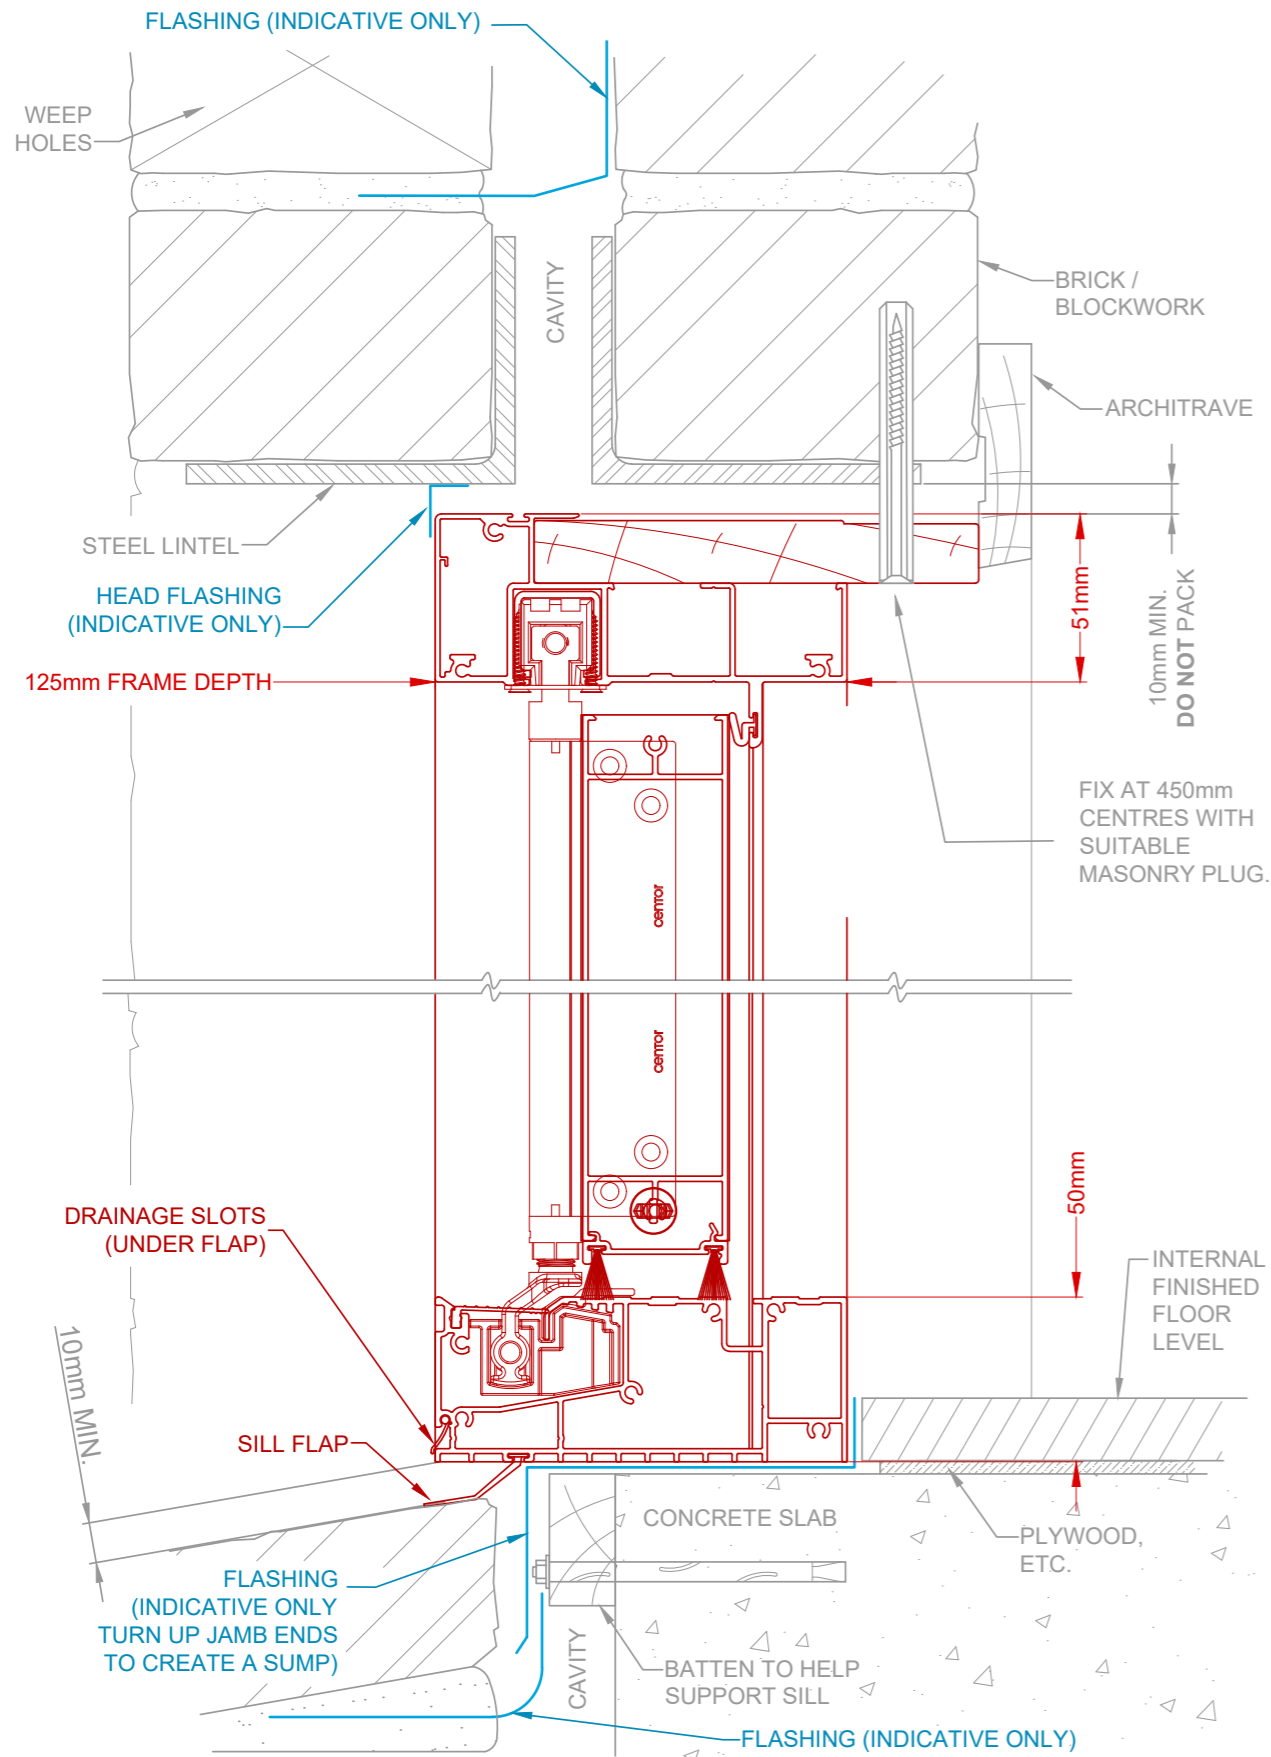 FLASHING (INDICATIVE ONLY)
WEEP
HOLES
CAVITY
BRICK /
BLOCKWORK
ARCHITRAVE
STEEL LINTEL
HEAD FLASHING
(INDICATIVE ONLY)
51mm
10mm MIN.
DO NOT PACK
125mm FRAME DEPTH
FIX AT 450mm
CENTRES WITH
SUITABLE
MASONRY PLUG.
CENTOR
CENTOR
50mm
DRAINAGE SLOTS
(UNDER FLAP)
INTERNAL
FINISHED
FLOOR
LEVEL
10mm MIN.
SILL FLAP
CONCRETE SLAB
PLYWOOD,
ETC.
FLASHING
(INDICATIVE ONLY
TURN UP JAMB ENDS
TO CREATE A SUMP)
CAVITY
BATTEN TO HELP
SUPPORT SILL
FLASHING (INDICATIVE ONLY)